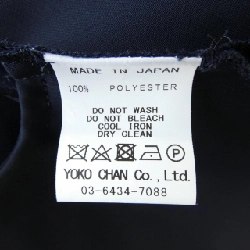 MADE IN JAPAN
100% POLYESTER
DO NOT WASH
DO NOT BLEACH
COOL IRON
DRY CLEAN
YOKO CHAN Co., Ltd.
03-6434-7088